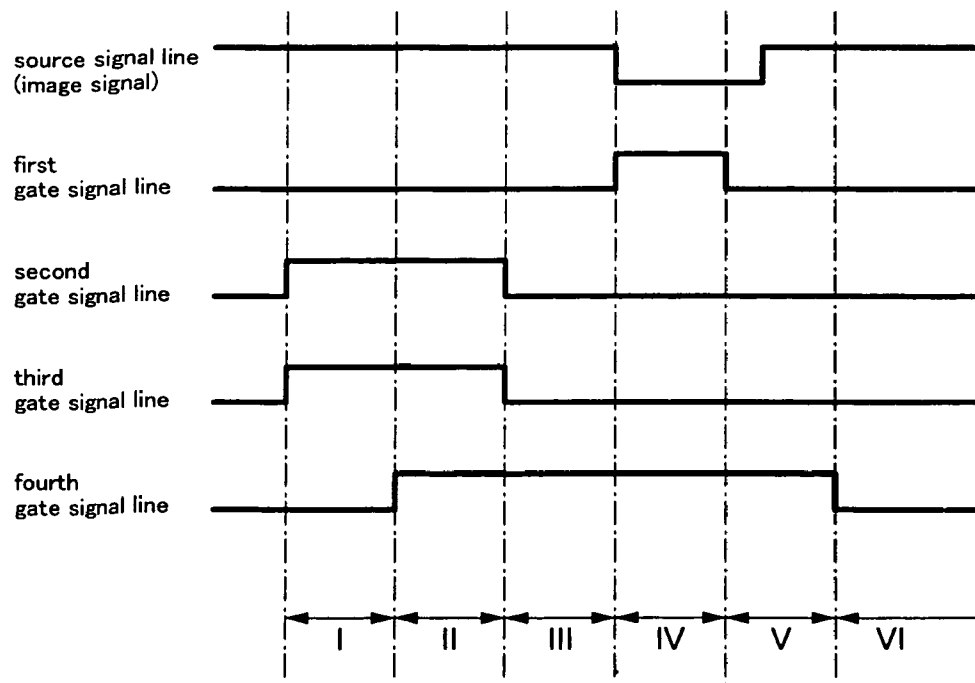 source signal line
(image signal)
first
gate signal line
second
gate signal line
third
gate signal line
fourth
gate signal line
I II III IV V VI